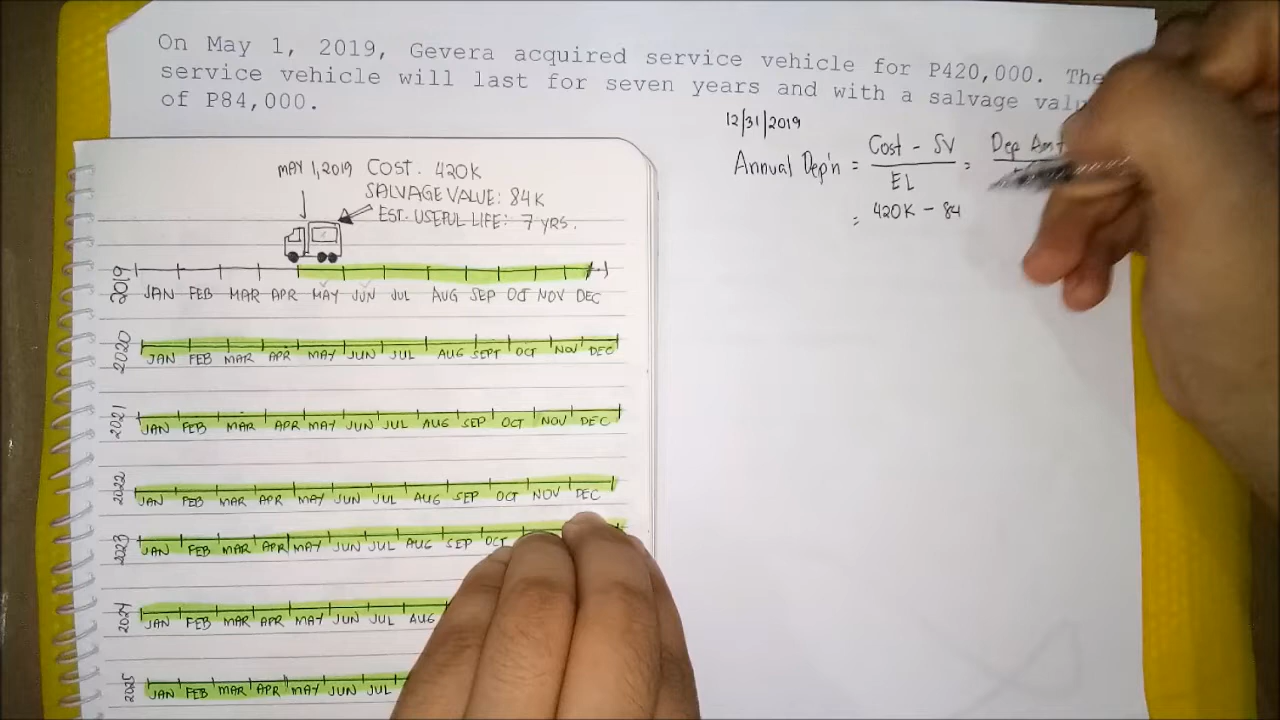 On May 1, 2019, Gevera acquired service vehicle for P420,000. The
service vehicle will last for seven years and with a salvage
of P84,000.
12/31/2019
Annual Dep'n = Cost - SV = Dep Amt
EL
= 420K - 84
MAY 1, 2019 COST. 420K
SALVAGE VALUE: 84K
EST. USEFUL LIFE: 7 YRS.
2019
JAN FEB MAR APR MAY JUN JUL AUG SEP OCT NOV DEC
2020
JAN FEB MAR APR MAY JUN JUL AUG SEPT OCT NOV DEC
2021
JAN FEB MAR APR MAY JUN JUL AUG SEP OCT NOV DEC
2022
JAN FEB MAR APR MAY JUN JUL AUG SEP OCT NOV DEC
2023
JAN FEB MAR APR MAY JUN JUL AUG SEP OCT
2024
JAN FEB MAR APR MAY JUN JUL AUG
2025
JAN FEB MAR APR MAY JUN JUL